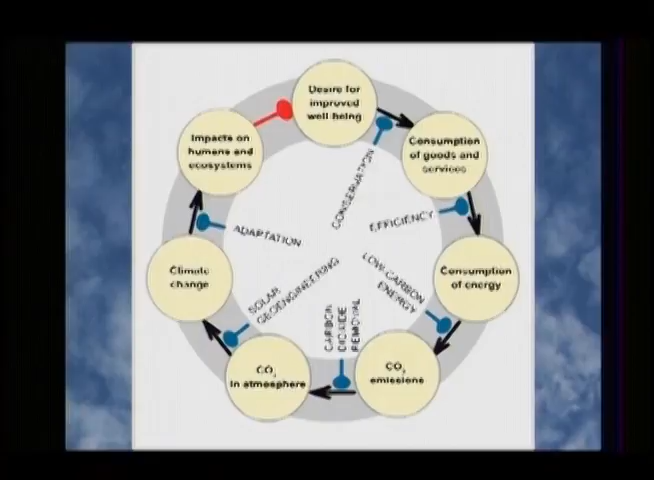 Desire for
improved
well being
Consumption
of goods and
services
Consumption
of energy
CO2
emissions
CO2
in atmosphere
Climate
change
Impacts on
humans and
ecosystems
CONSERVATION
EFFICIENCY
LOW-CARBON
ENERGY
CARBON
DIOXIDE
REMOVAL
SOLAR
GEOENGINEERING
ADAPTATION